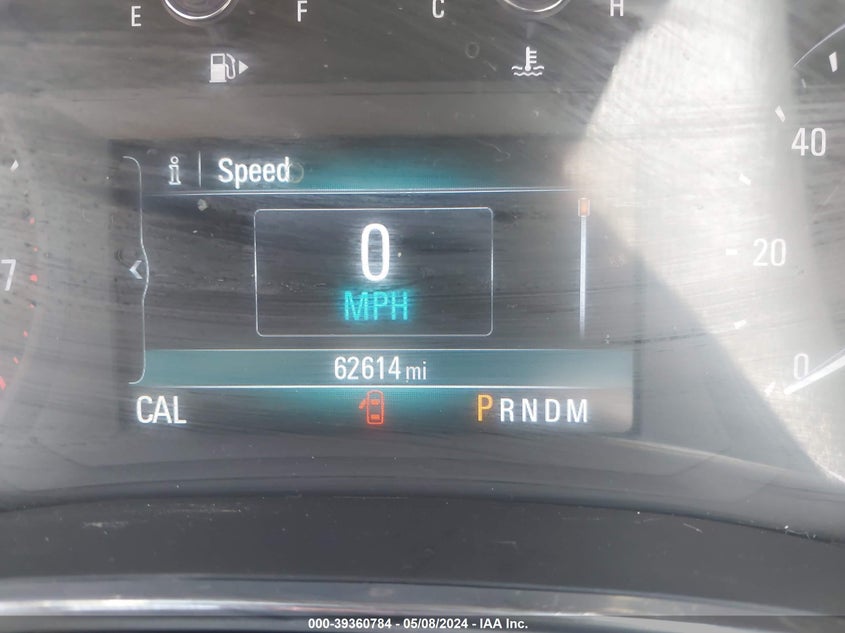 E F C H
40
i Speed
0
7
20
MPH
62614 mi
0
CAL PRNDM
000-39360784 - 05/08/2024 - IAA Inc.